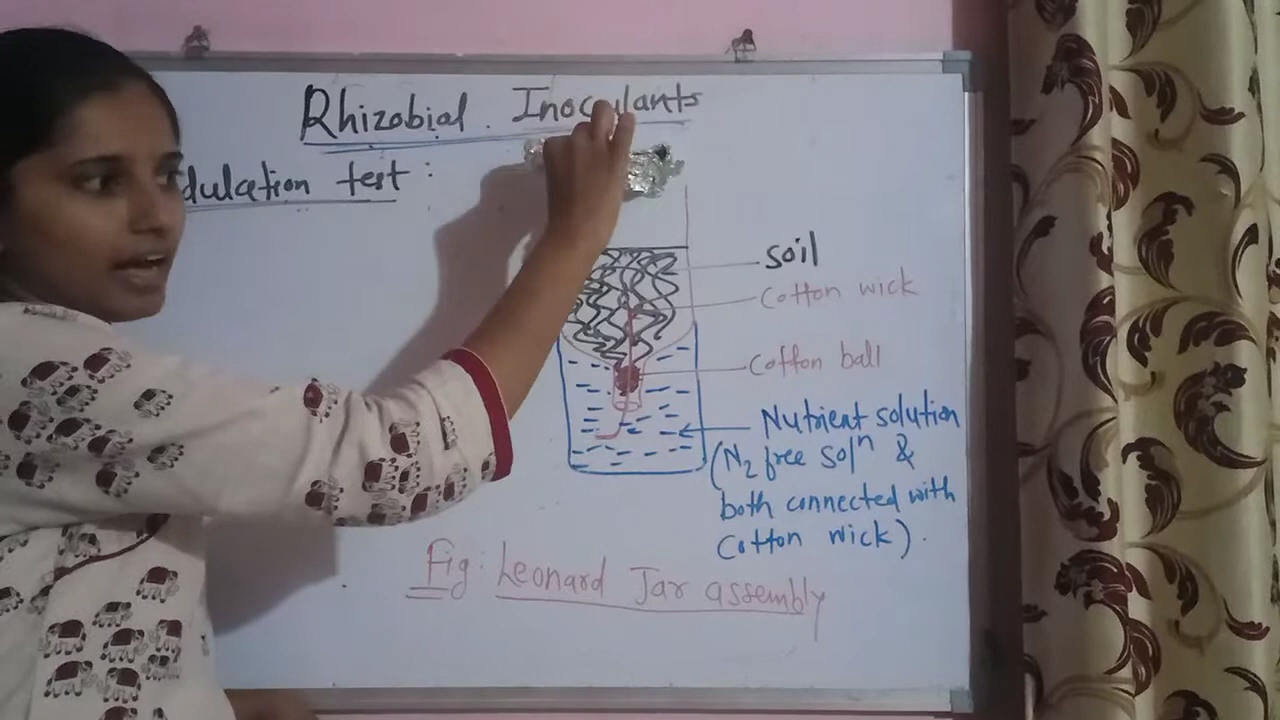 Rhizobial Inoculants
dulation test :
soil
Cotton wick
Cotton ball
Nutrient solution
(N2 free solⁿ &
both connected with
Cotton wick).
Fig: Leonard Jar assembly